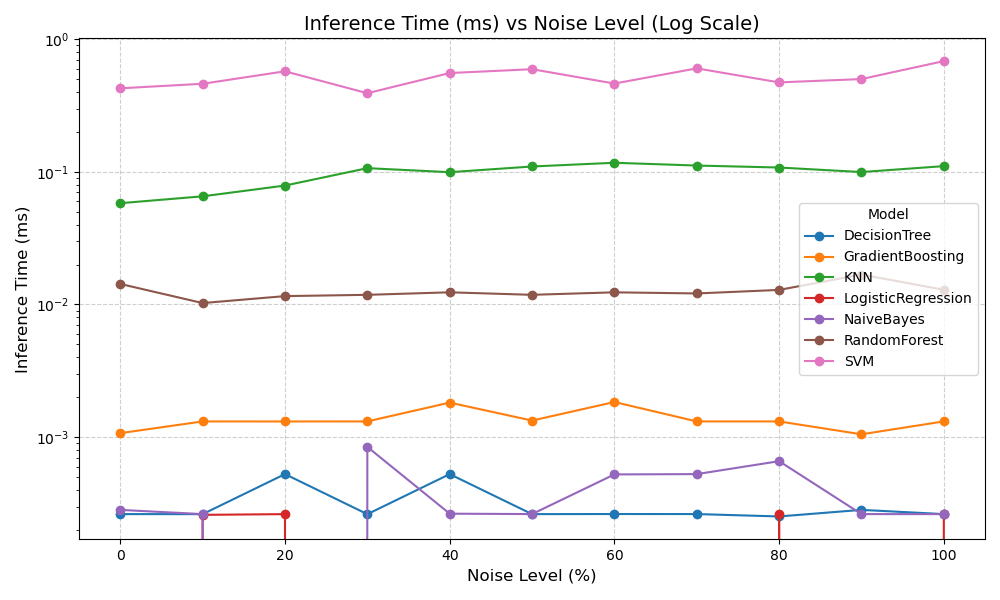 Inference Time (ms) vs Noise Level (Log Scale)
Inference Time (ms)
10⁰
10⁻¹
10⁻²
10⁻³
Model
DecisionTree
GradientBoosting
KNN
LogisticRegression
NaiveBayes
RandomForest
SVM
0 20 40 60 80 100
Noise Level (%)